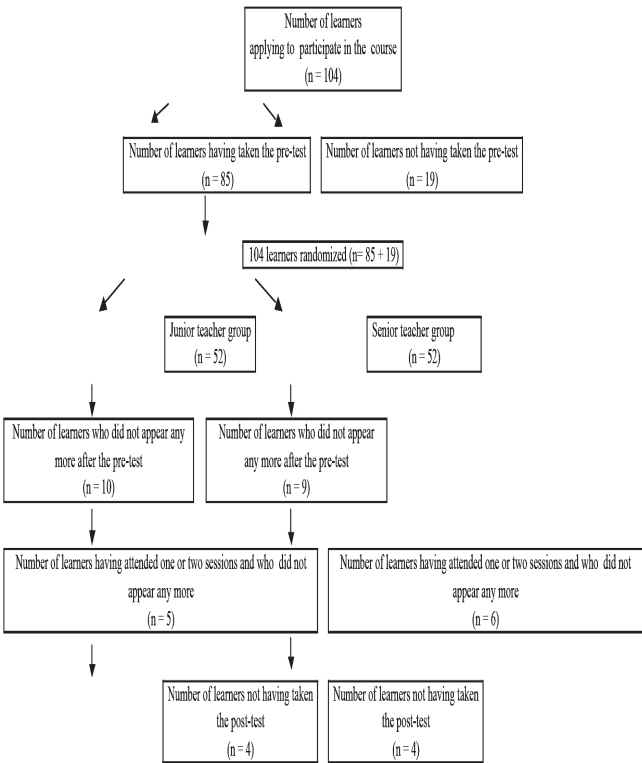 Number of learners
applying to participate in the course
(n = 104)
Number of learners having taken the pre-test
(n = 85)
Number of learners not having taken the pre-test
(n = 19)
104 learners randomized (n= 85 + 19)
Junior teacher group
(n = 52)
Senior teacher group
(n = 52)
Number of learners who did not appear any
more after the pre-test
(n = 10)
Number of learners who did not appear
any more after the pre-test
(n = 9)
Number of learners having attended one or two sessions and who did not
appear any more
(n = 5)
Number of learners having attended one or two sessions and who did not
appear any more
(n = 6)
Number of learners not having taken
the post-test
(n = 4)
Number of learners not having taken
the post-test
(n = 4)